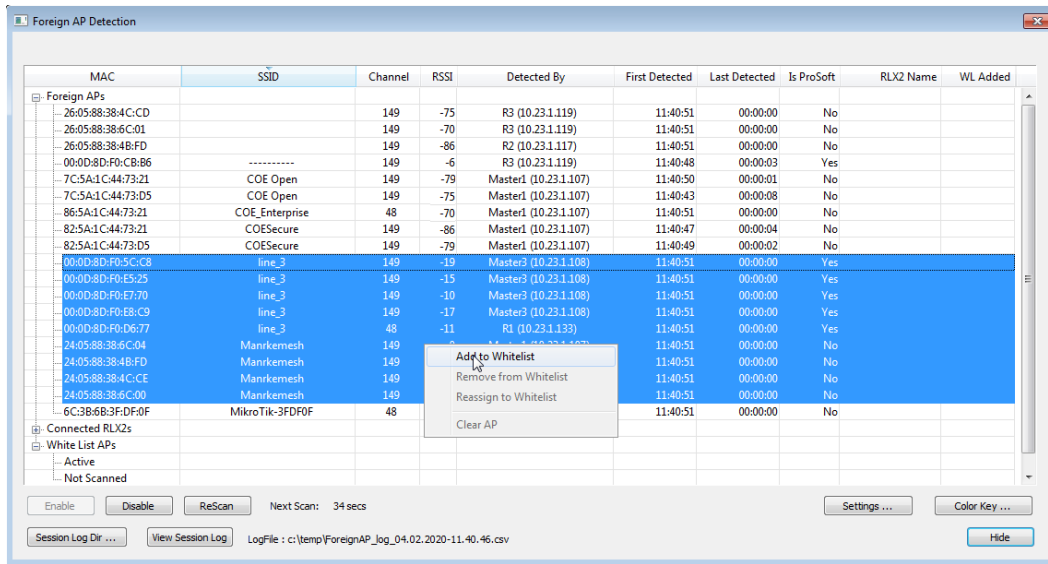 Foreign AP Detection
MAC SSID Channel RSSI Detected By First Detected Last Detected Is ProSoft RLX2 Name WL Added
Foreign APs
26:05:88:38:4C:CD 149 -75 R3 (10.23.1.119) 11:40:51 00:00:00 No
26:05:88:38:6C:01 149 -70 R3 (10.23.1.119) 11:40:51 00:00:00 No
26:05:88:38:4B:FD 149 -86 R2 (10.23.1.117) 11:40:51 00:00:00 No
00:0D:8D:F0:CB:B6 ---------- 149 -6 R3 (10.23.1.119) 11:40:48 00:00:03 Yes
7C:5A:1C:44:73:21 COE Open 149 -79 Master1 (10.23.1.107) 11:40:50 00:00:01 No
7C:5A:1C:44:73:D5 COE Open 149 -75 Master1 (10.23.1.107) 11:40:43 00:00:08 No
86:5A:1C:44:73:21 COE_Enterprise 48 -70 Master1 (10.23.1.107) 11:40:51 00:00:00 No
82:5A:1C:44:73:21 COESecure 149 -86 Master1 (10.23.1.107) 11:40:47 00:00:04 No
82:5A:1C:44:73:D5 COESecure 149 -79 Master1 (10.23.1.107) 11:40:49 00:00:02 No
00:0D:8D:F0:5C:C8 line_3 149 -19 Master3 (10.23.1.108) 11:40:51 00:00:00 Yes
00:0D:8D:F0:E5:25 line_3 149 -15 Master3 (10.23.1.108) 11:40:51 00:00:00 Yes
00:0D:8D:F0:E7:70 line_3 149 -10 Master3 (10.23.1.108) 11:40:51 00:00:00 Yes
00:0D:8D:F0:E8:C9 line_3 149 -17 Master3 (10.23.1.108) 11:40:51 00:00:00 Yes
00:0D:8D:F0:D6:77 line_3 48 -11 R1 (10.23.1.133) 11:40:51 00:00:00 Yes
24:05:88:38:6C:04 Manrkemesh 149 11:40:51 00:00:00 No
24:05:88:38:4B:FD Manrkemesh 149 11:40:51 00:00:00 No
24:05:88:38:4C:CE Manrkemesh 149 11:40:51 00:00:00 No
24:05:88:38:6C:00 Manrkemesh 149 11:40:51 00:00:00 No
6C:3B:6B:3F:DF:0F MikroTik-3FDF0F 48 11:40:51 00:00:00 No
Add to Whitelist
Remove from Whitelist
Reassign to Whitelist
Clear AP
Connected RLX2s
White List APs
Active
Not Scanned
Enable Disable ReScan Next Scan: 34 secs Settings ... Color Key ...
Session Log Dir ... View Session Log LogFile : c:\temp\ForeignAP_log_04.02.2020-11.40.46.csv Hide